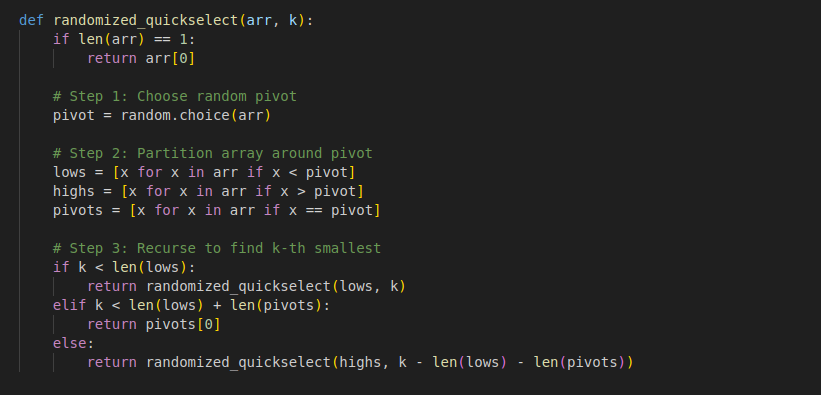 def randomized_quickselect(arr, k):
    if len(arr) == 1:
        return arr[0]

    # Step 1: Choose random pivot
    pivot = random.choice(arr)

    # Step 2: Partition array around pivot
    lows = [x for x in arr if x < pivot]
    highs = [x for x in arr if x > pivot]
    pivots = [x for x in arr if x == pivot]

    # Step 3: Recurse to find k-th smallest
    if k < len(lows):
        return randomized_quickselect(lows, k)
    elif k < len(lows) + len(pivots):
        return pivots[0]
    else:
        return randomized_quickselect(highs, k - len(lows) - len(pivots))